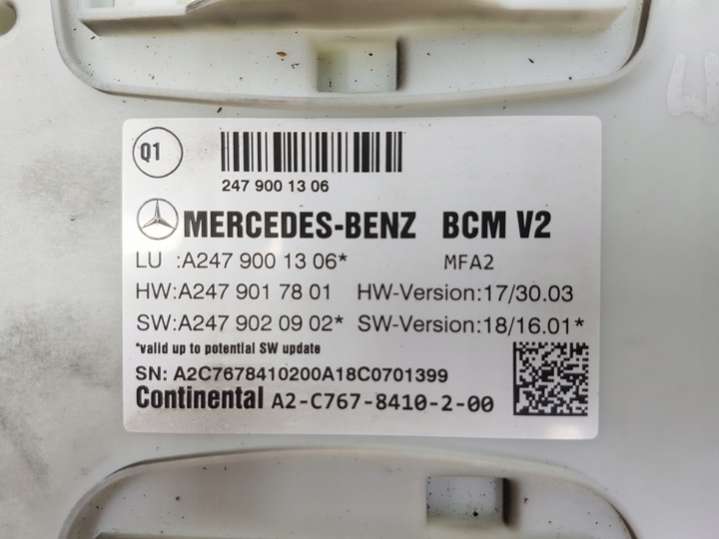 Q1
247 900 13 06
MERCEDES-BENZ BCM V2
LU :A247 900 13 06* MFA2
HW:A247 901 78 01 HW-Version:17/30.03
SW:A247 902 09 02* SW-Version:18/16.01*
*valid up to potential SW update
SN: A2C7678410200A18C0701399
Continental A2-C767-8410-2-00